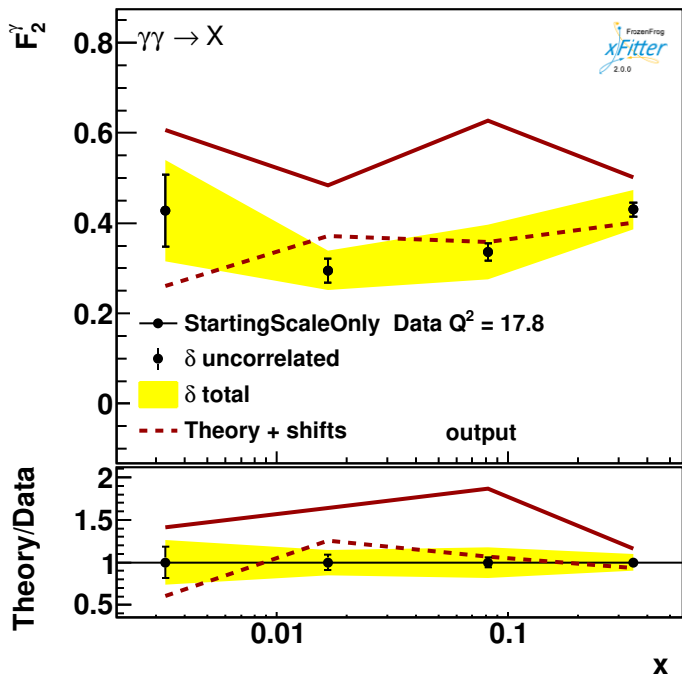 F₂^γ
γγ → X
FrozenFrog
xFitter
2.0.0
0.8
0.6
0.4
0.2
0
StartingScaleOnly Data Q² = 17.8
δ uncorrelated
δ total
Theory + shifts
output
Theory/Data
2
1.5
1
0.5
0.01
0.1
x